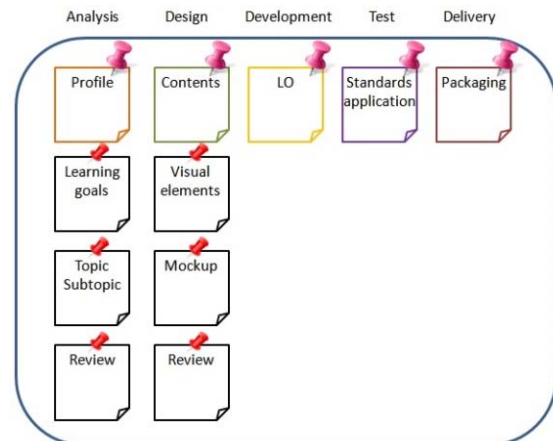 Analysis Design Development Test Delivery
Profile
Contents
LO
Standards
application
Packaging
Learning
goals
Visual
elements
Topic
Subtopic
Mockup
Review
Review